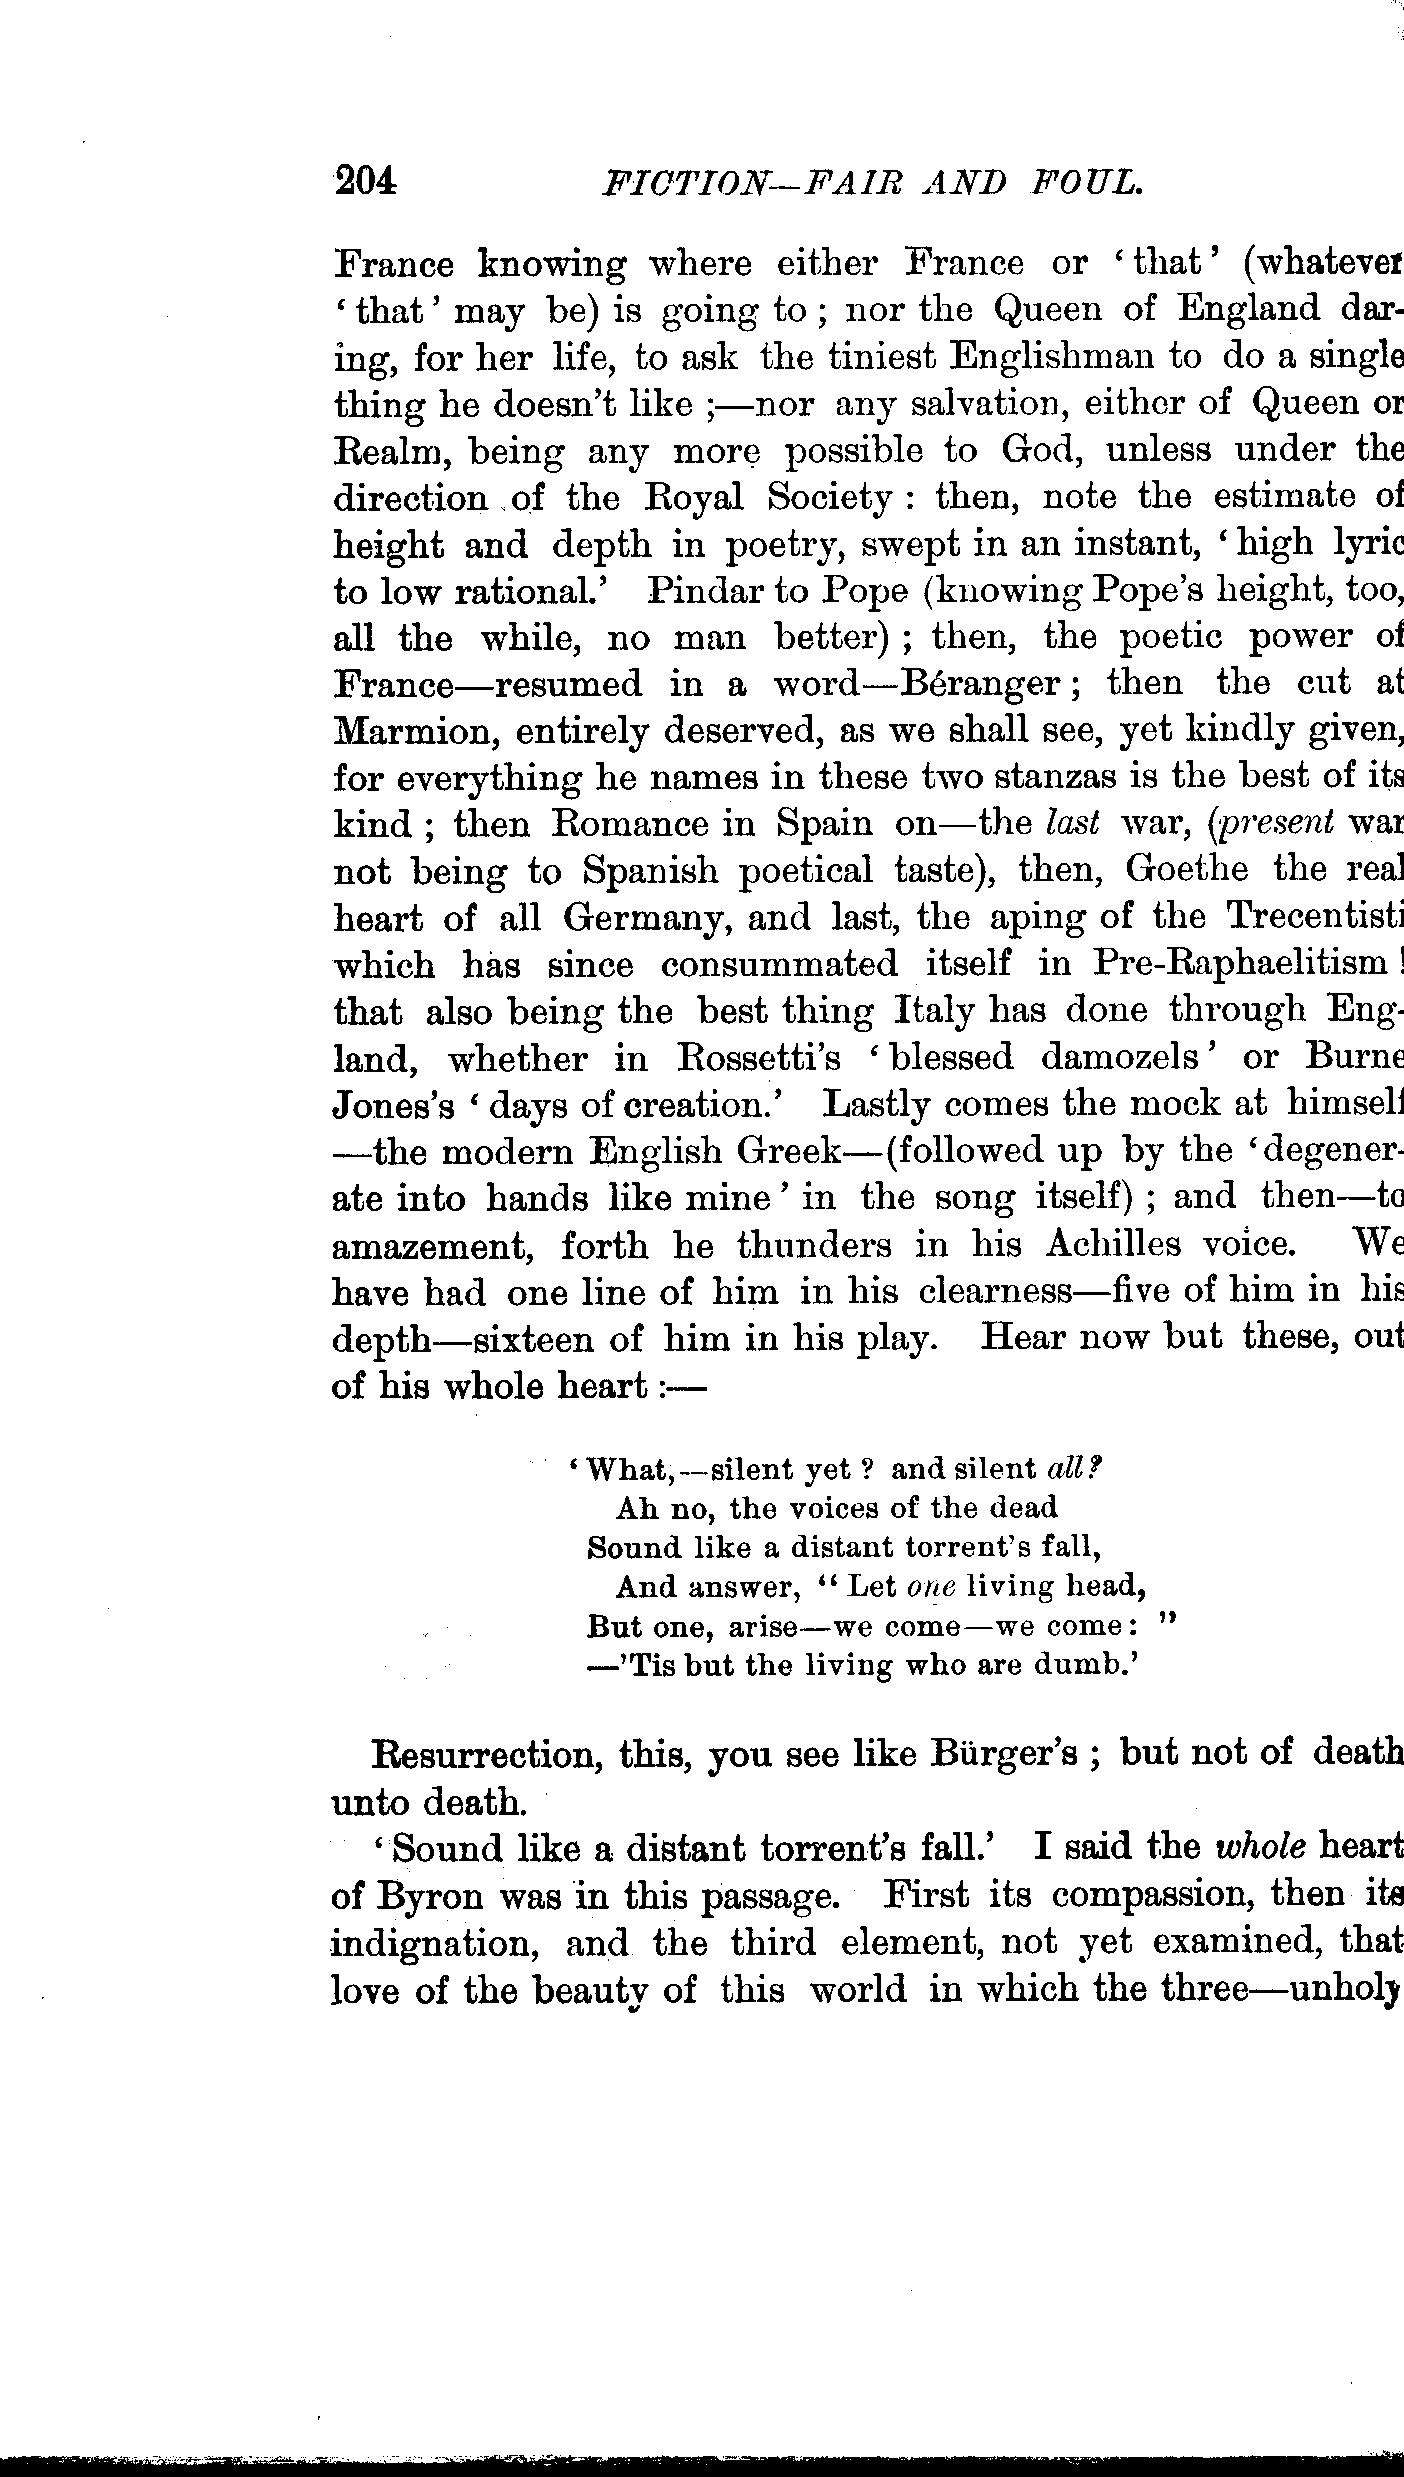 204 FICTION—FAIR AND FOUL.
France knowing where either France or ‘that’ (whatever
‘that’ may be) is going to; nor the Queen of England dar-
ing, for her life, to ask the tiniest Englishman to do a single
thing he doesn’t like;—nor any salvation, either of Queen or
Realm, being any more possible to God, unless under the
direction of the Royal Society: then, note the estimate of
height and depth in poetry, swept in an instant, ‘high lyric
to low rational.’ Pindar to Pope (knowing Pope’s height, too,
all the while, no man better); then, the poetic power of
France—resumed in a word—Béranger; then the cut at
Marmion, entirely deserved, as we shall see, yet kindly given,
for everything he names in these two stanzas is the best of its
kind; then Romance in Spain on—the last war, (present war
not being to Spanish poetical taste), then, Goethe the real
heart of all Germany, and last, the aping of the Trecentisti
which has since consummated itself in Pre-Raphaelitism!
that also being the best thing Italy has done through Eng-
land, whether in Rossetti’s ‘blessed damozels’ or Burne
Jones’s ‘days of creation.’ Lastly comes the mock at himself
—the modern English Greek—(followed up by the ‘degener-
ate into hands like mine’ in the song itself); and then—to
amazement, forth he thunders in his Achilles voice. We
have had one line of him in his clearness—five of him in his
depth—sixteen of him in his play. Hear now but these, out
of his whole heart:—
‘What,—silent yet? and silent all?
Ah no, the voices of the dead
Sound like a distant torrent’s fall,
And answer, “Let one living head,
But one, arise—we come—we come:”
—’Tis but the living who are dumb.’
Resurrection, this, you see like Bürger’s; but not of death
unto death.
‘Sound like a distant torrent’s fall.’ I said the whole heart
of Byron was in this passage. First its compassion, then its
indignation, and the third element, not yet examined, that
love of the beauty of this world in which the three—unholy